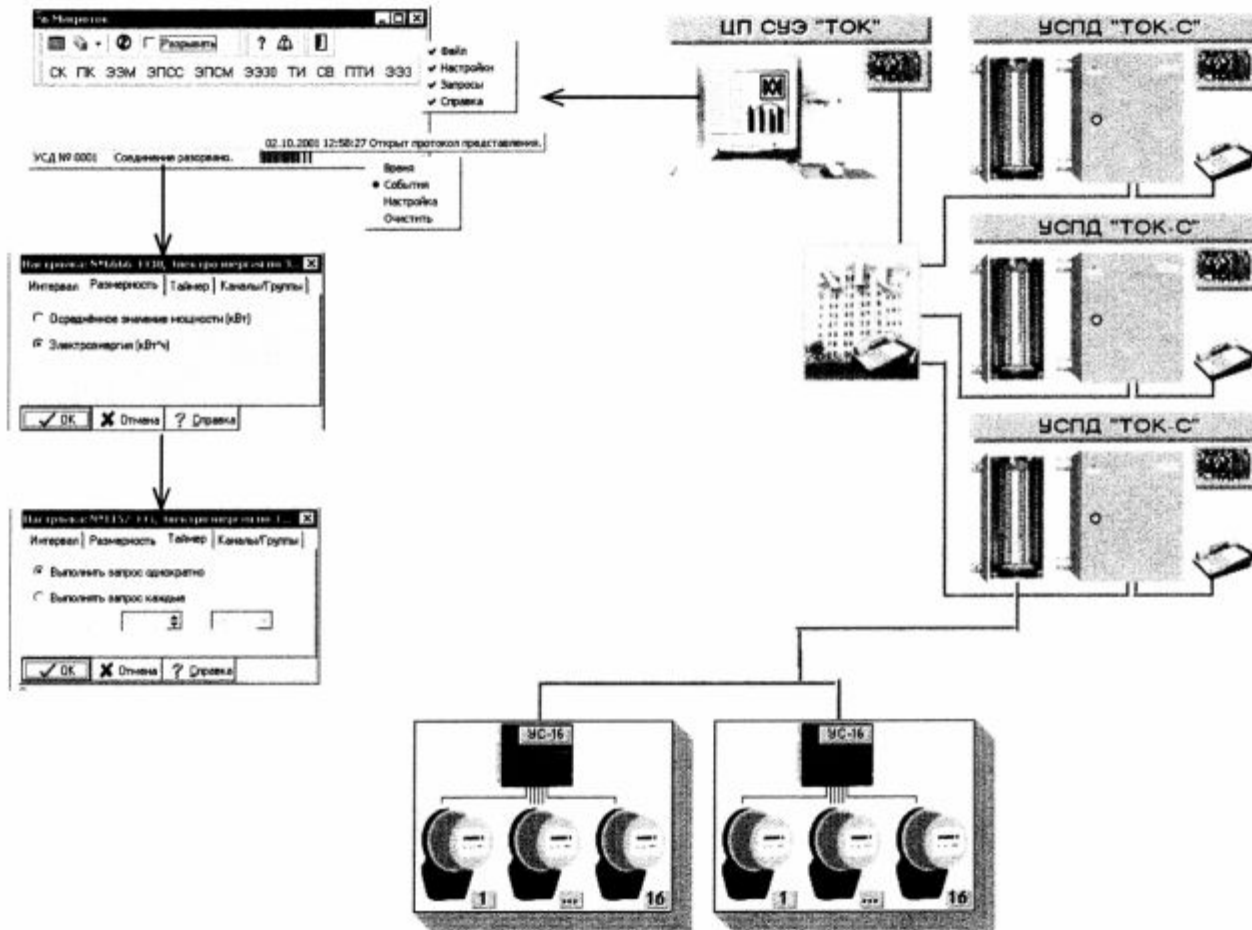 Микроток
Разрывать
СК ПК ЭЭМ ЭПСС ЭПСМ ЭЭ30 ТИ СВ ПТИ ЭЭЗ
Файл
Настройки
Запросы
Справка
02.10.2001 12:58:27 Открыт протокол представления.
УСД № 0001 Соединение разорвано.
Время
События
Настройка
Очистить
Интервал Размерность Таймер Каналы/Группы
Осреднённое значение мощности (кВт)
Электроэнергия (кВт*ч)
OK Отмена ? Справка
Интервал Размерность Таймер Каналы/Группы
Выполнить запрос однократно
Выполнять запрос каждые
OK Отмена ? Справка
ЦП СУЭ "ТОК"
УСПД "ТОК-С"
УСПД "ТОК-С"
УСПД "ТОК-С"
УС-16
1 ... 16
УС-16
1 ... 16